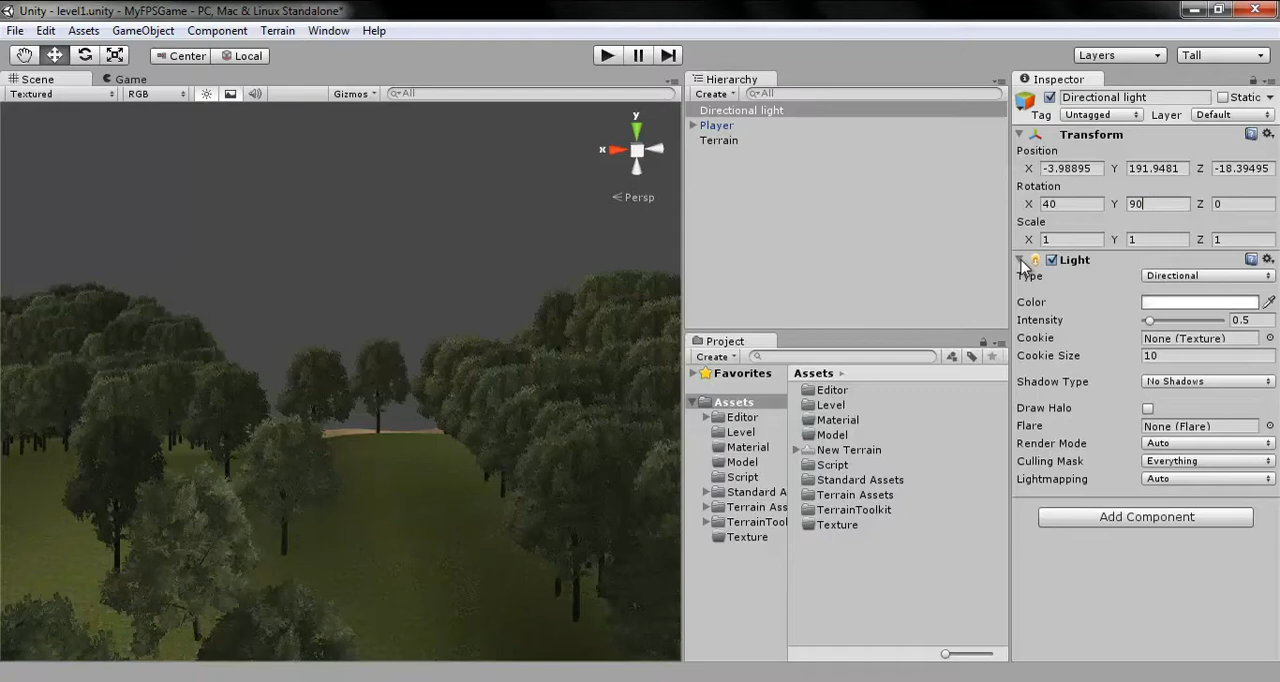 Unity - level1.unity - MyFPSGame - PC, Mac & Linux Standalone*
File Edit Assets GameObject Component Terrain Window Help
Center Local Layers Tall
Scene Game
Textured RGB Gizmos All
y
x
Persp
Hierarchy
Create All
Directional light
Player
Terrain
Project
Create
Favorites
Assets
Editor
Level
Material
Model
Script
Standard A
Terrain Ass
TerrainTool
Texture
Assets
Editor
Level
Material
Model
New Terrain
Script
Standard Assets
Terrain Assets
TerrainToolkit
Texture
Inspector
Directional light Static
Tag Untagged Layer Default
Transform
Position
X -3.98895 Y 191.9481 Z -18.39495
Rotation
X 40 Y 90 Z 0
Scale
X 1 Y 1 Z 1
Light
Type Directional
Color
Intensity 0.5
Cookie None (Texture)
Cookie Size 10
Shadow Type No Shadows
Draw Halo
Flare None (Flare)
Render Mode Auto
Culling Mask Everything
Lightmapping Auto
Add Component